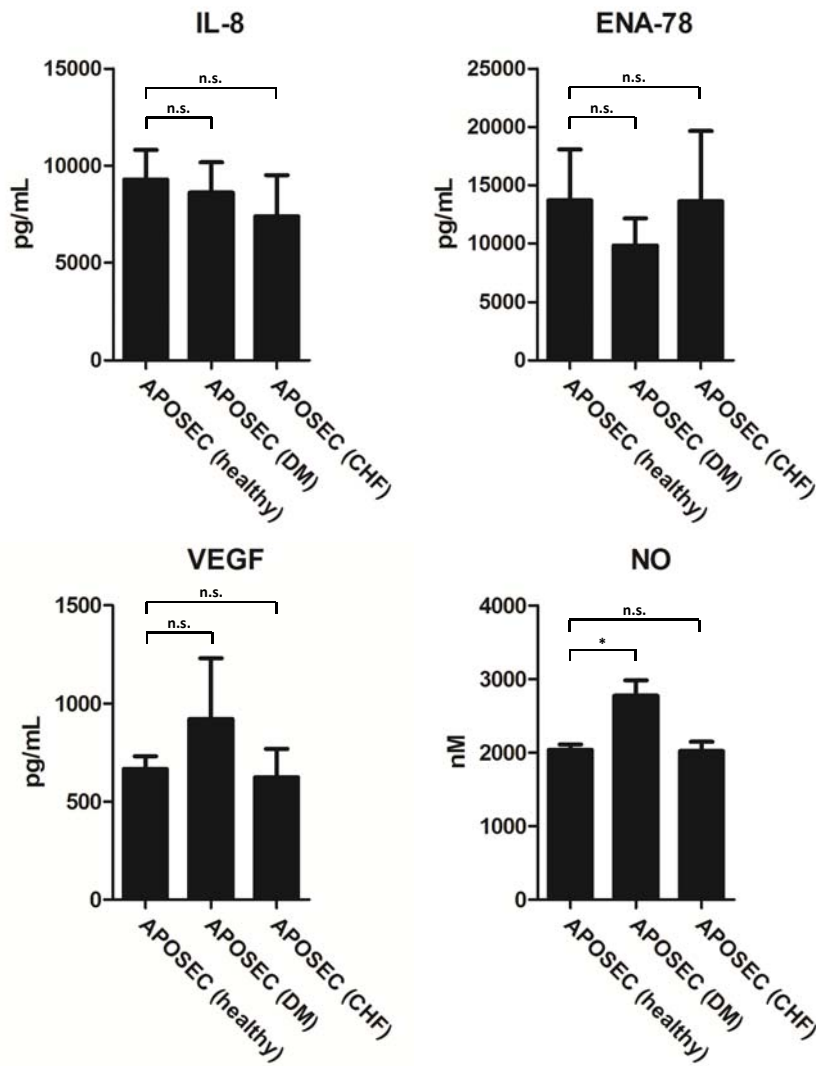 IL-8
15000
10000
5000
0
pg/mL
n.s.
n.s.
APOSEC (healthy)
APOSEC (DM)
APOSEC (CHF)
ENA-78
25000
20000
15000
10000
5000
0
pg/mL
n.s.
n.s.
APOSEC (healthy)
APOSEC (DM)
APOSEC (CHF)
VEGF
1500
1000
500
0
pg/mL
n.s.
n.s.
APOSEC (healthy)
APOSEC (DM)
APOSEC (CHF)
NO
4000
3000
2000
1000
0
nM
n.s.
*
APOSEC (healthy)
APOSEC (DM)
APOSEC (CHF)